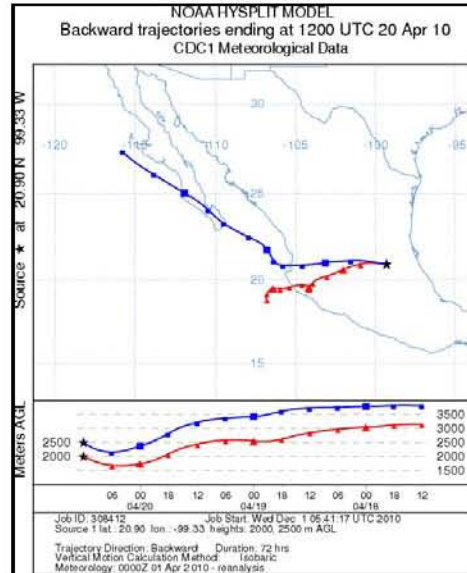 NOAA HYSPLIT MODEL
Backward trajectories ending at 1200 UTC 20 Apr 10
CDC1 Meteorological Data
Source ★ at 20.90 N 99.33 W
-120
-115
-110
-105
-100
-95
30
25
20
15
Meters AGL
2500
2000
3500
3000
2500
2000
1500
06 00 18 12 06 00 18 12 06 00 18 12
04/20 04/19 04/18
Job ID: 308412 Job Start: Wed Dec 1 05:41:17 UTC 2010
Source 1 lat.: 20.90 lon.: -99.33 heights: 2000, 2500 m AGL
Trajectory Direction: Backward Duration: 72 hrs
Vertical Motion Calculation Method: Isobaric
Meteorology: 0000Z 01 Apr 2010 - reanalysis